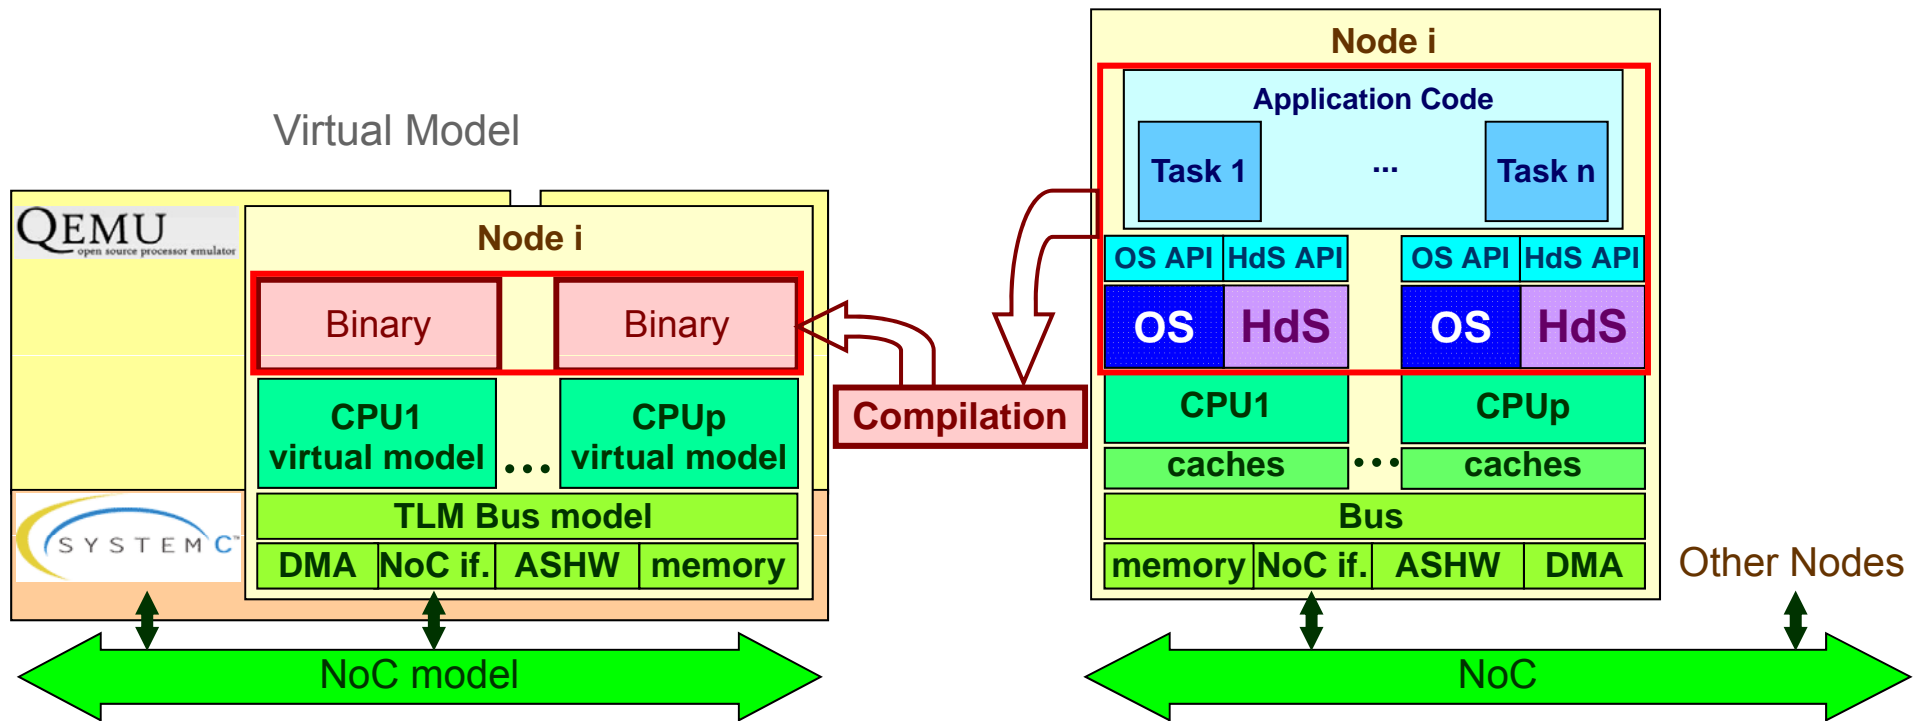 Virtual Model
QEMU
open source processor emulator
Node i
Binary
Binary
CPU1
virtual model
...
CPUp
virtual model
SYSTEMC™
TLM Bus model
DMA
NoC if.
ASHW
memory
NoC model
Compilation
Node i
Application Code
Task 1
...
Task n
OS API
HdS API
OS API
HdS API
OS
HdS
OS
HdS
CPU1
CPUp
caches
...
caches
Bus
memory
NoC if.
ASHW
DMA
Other Nodes
NoC